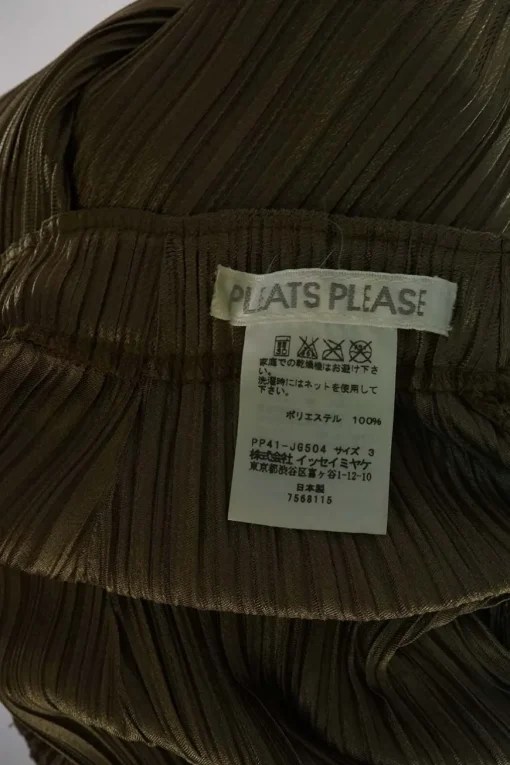 PLEATS PLEASE
家庭での乾燥機はお避け下さ
い。
洗濯時にはネットを使用して
下さい。
ポリエステル 100%
PP41-JG504 サイズ 3
株式会社 イッセイミヤケ
東京都渋谷区富ヶ谷1-12-10
日本製
7568115